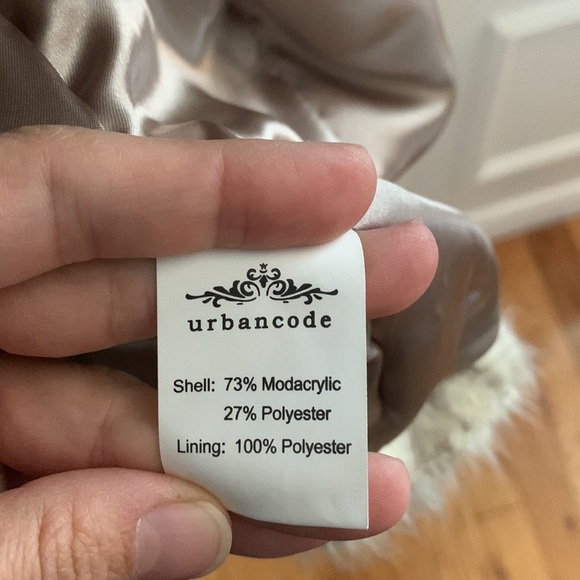 urbancode
Shell: 73% Modacrylic
27% Polyester
Lining: 100% Polyester